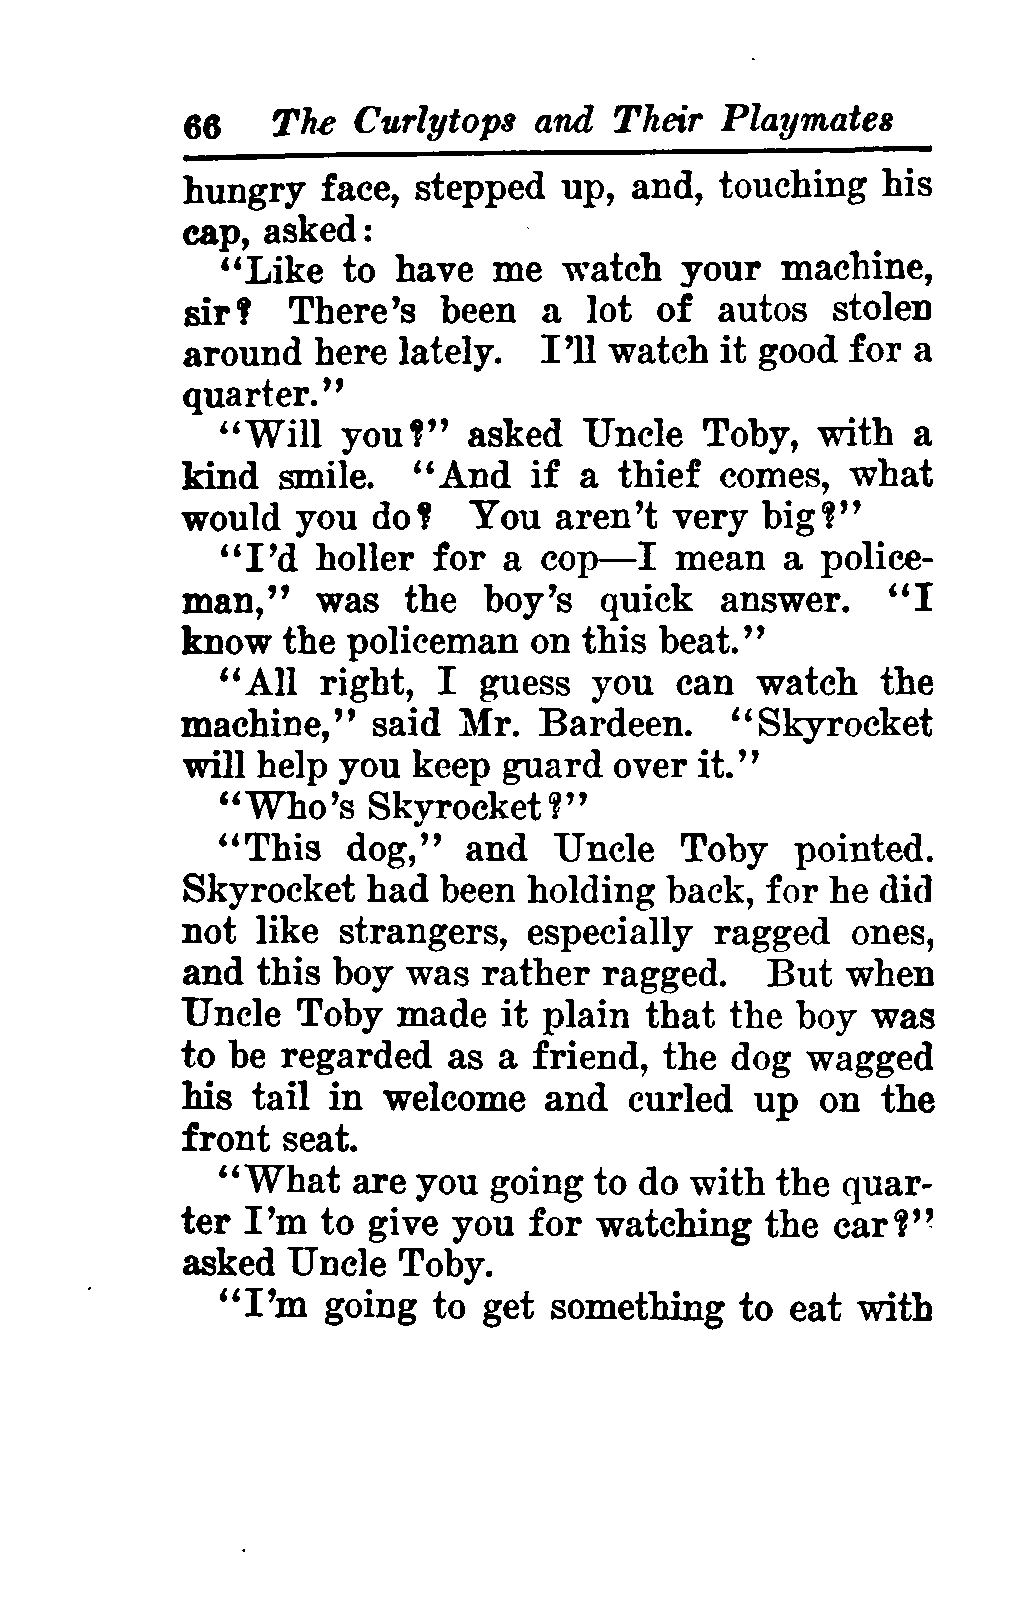 66 The Curlytops and Their Playmates
hungry face, stepped up, and, touching his
cap, asked:
"Like to have me watch your machine,
sir? There's been a lot of autos stolen
around here lately. I'll watch it good for a
quarter."
"Will you?" asked Uncle Toby, with a
kind smile. "And if a thief comes, what
would you do? You aren't very big?"
"I'd holler for a cop—I mean a police-
man," was the boy's quick answer. "I
know the policeman on this beat."
"All right, I guess you can watch the
machine," said Mr. Bardeen. "Skyrocket
will help you keep guard over it."
"Who's Skyrocket?"
"This dog," and Uncle Toby pointed.
Skyrocket had been holding back, for he did
not like strangers, especially ragged ones,
and this boy was rather ragged. But when
Uncle Toby made it plain that the boy was
to be regarded as a friend, the dog wagged
his tail in welcome and curled up on the
front seat.
"What are you going to do with the quar-
ter I'm to give you for watching the car?"
asked Uncle Toby.
"I'm going to get something to eat with